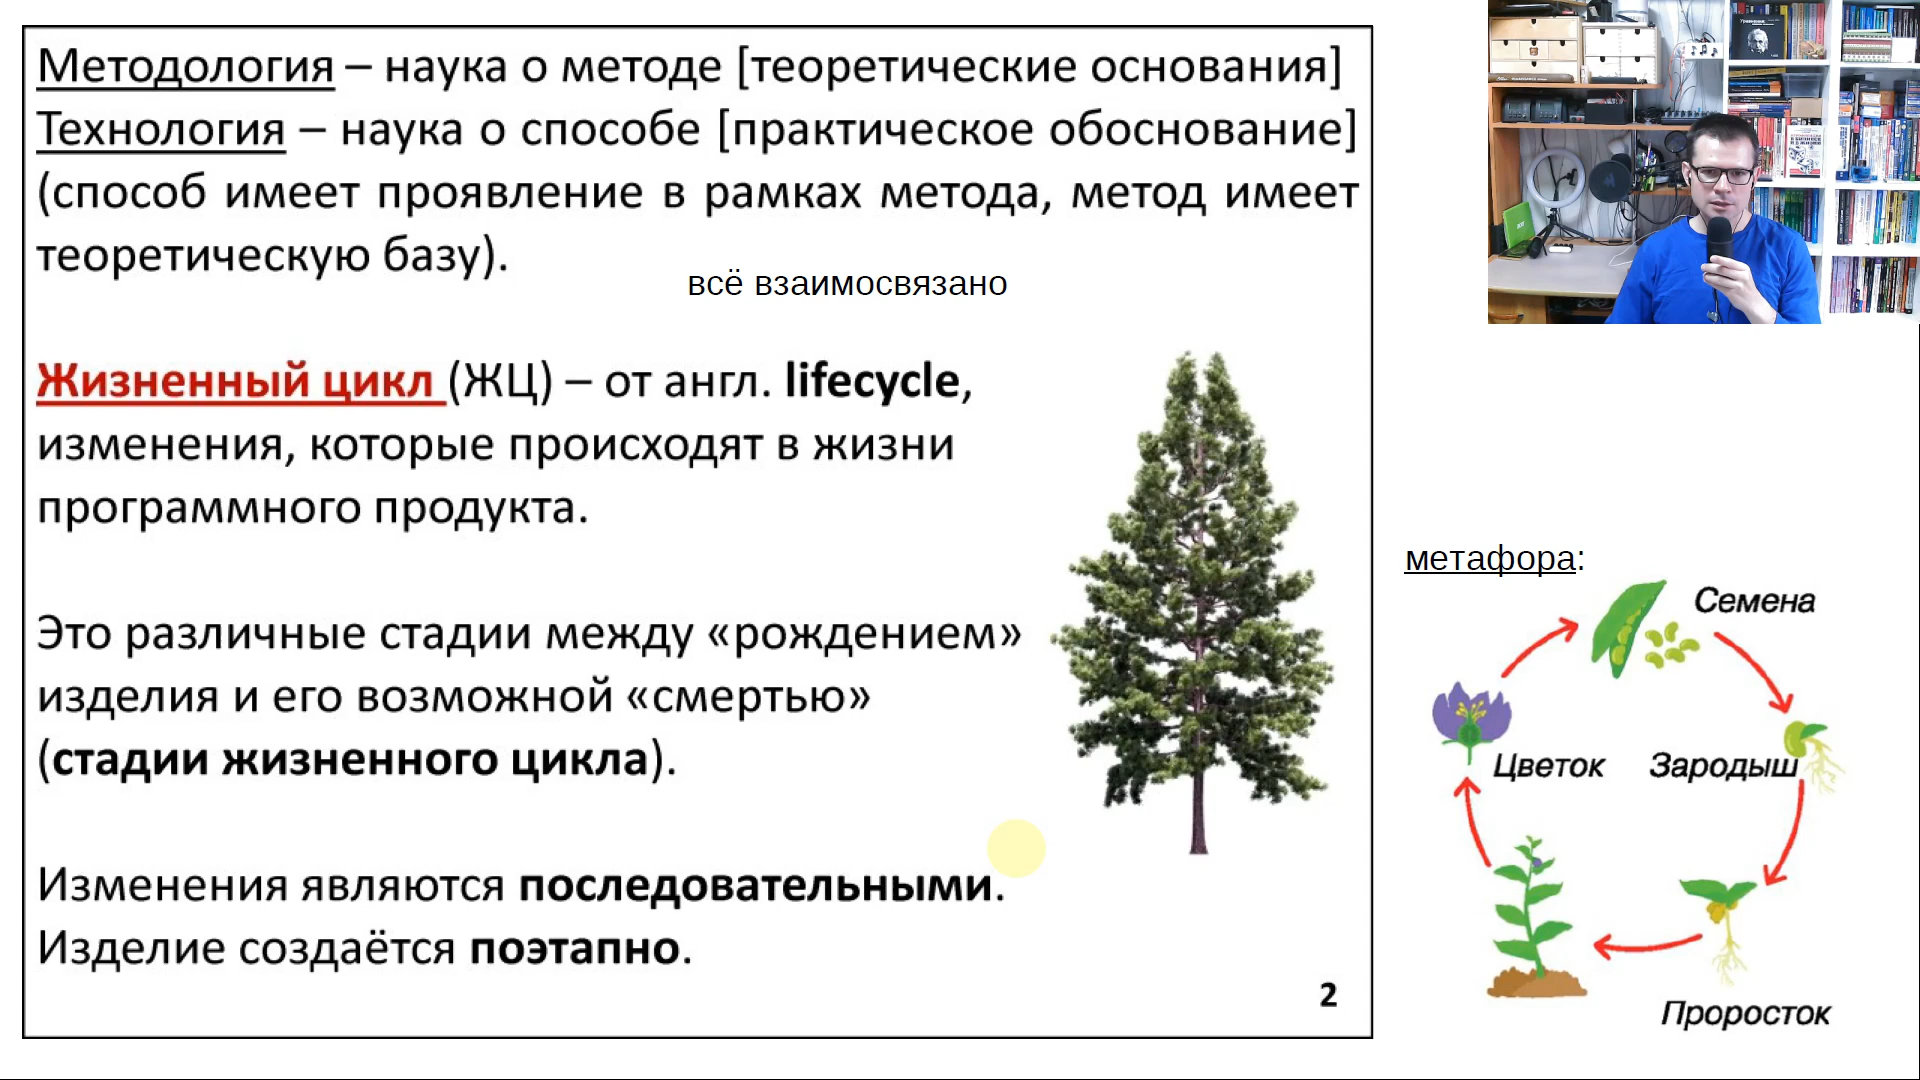 Методология – наука о методе [теоретические основания]
Технология – наука о способе [практическое обоснование]
(способ имеет проявление в рамках метода, метод имеет
теоретическую базу).
всё взаимосвязано
Жизненный цикл (ЖЦ) – от англ. lifecycle,
изменения, которые происходят в жизни
программного продукта.
Это различные стадии между «рождением»
изделия и его возможной «смертью»
(стадии жизненного цикла).
Изменения являются последовательными.
Изделие создаётся поэтапно.
2
метафора:
Семена
Цветок
Зародыш
Проросток